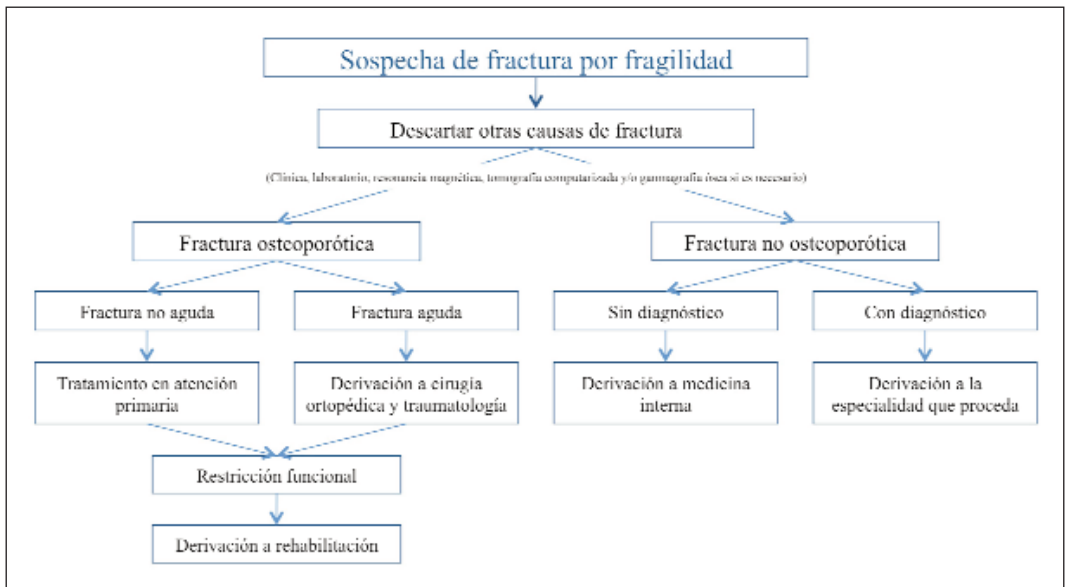 Sospecha de fractura por fragilidad
Descartar otras causas de fractura
(Clínica, laboratorio, resonancia magnética, tomografía computarizada y/o gammagrafía ósea si es necesario)
Fractura osteoporótica
Fractura no osteoporótica
Fractura no aguda
Fractura aguda
Sin diagnóstico
Con diagnóstico
Tratamiento en atención
primaria
Derivación a cirugía
ortopédica y traumatología
Derivación a medicina
interna
Derivación a la
especialidad que proceda
Restricción funcional
Derivación a rehabilitación